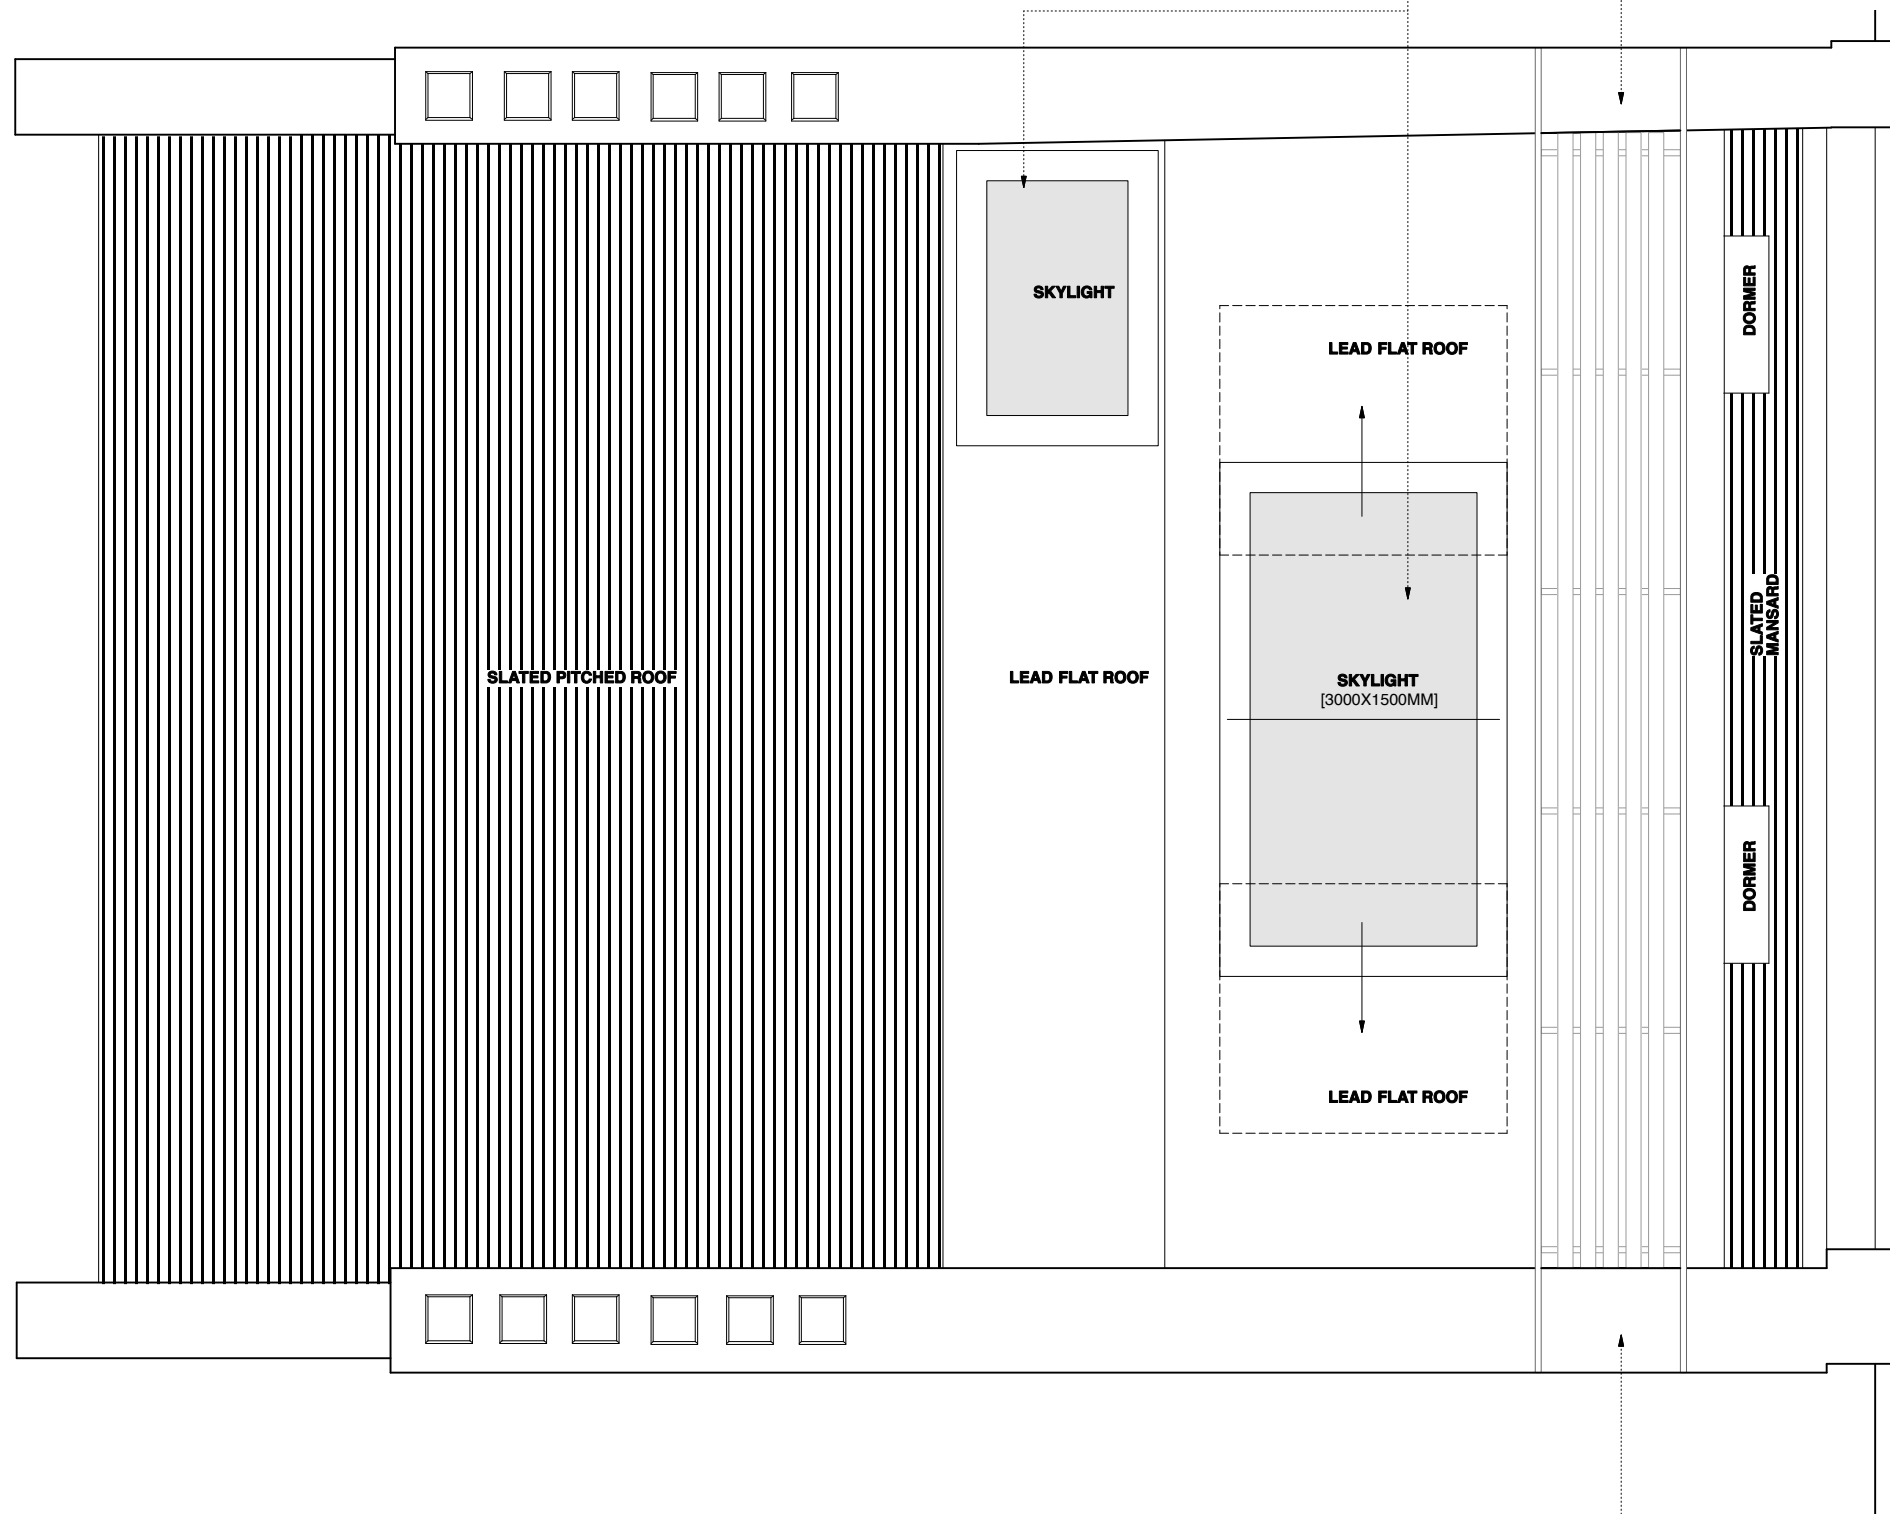 SKYLIGHT
LEAD FLAT ROOF
DORMER
SLATED
MANSARD
SLATED PITCHED ROOF
LEAD FLAT ROOF
SKYLIGHT
[3000X1500MM]
DORMER
LEAD FLAT ROOF